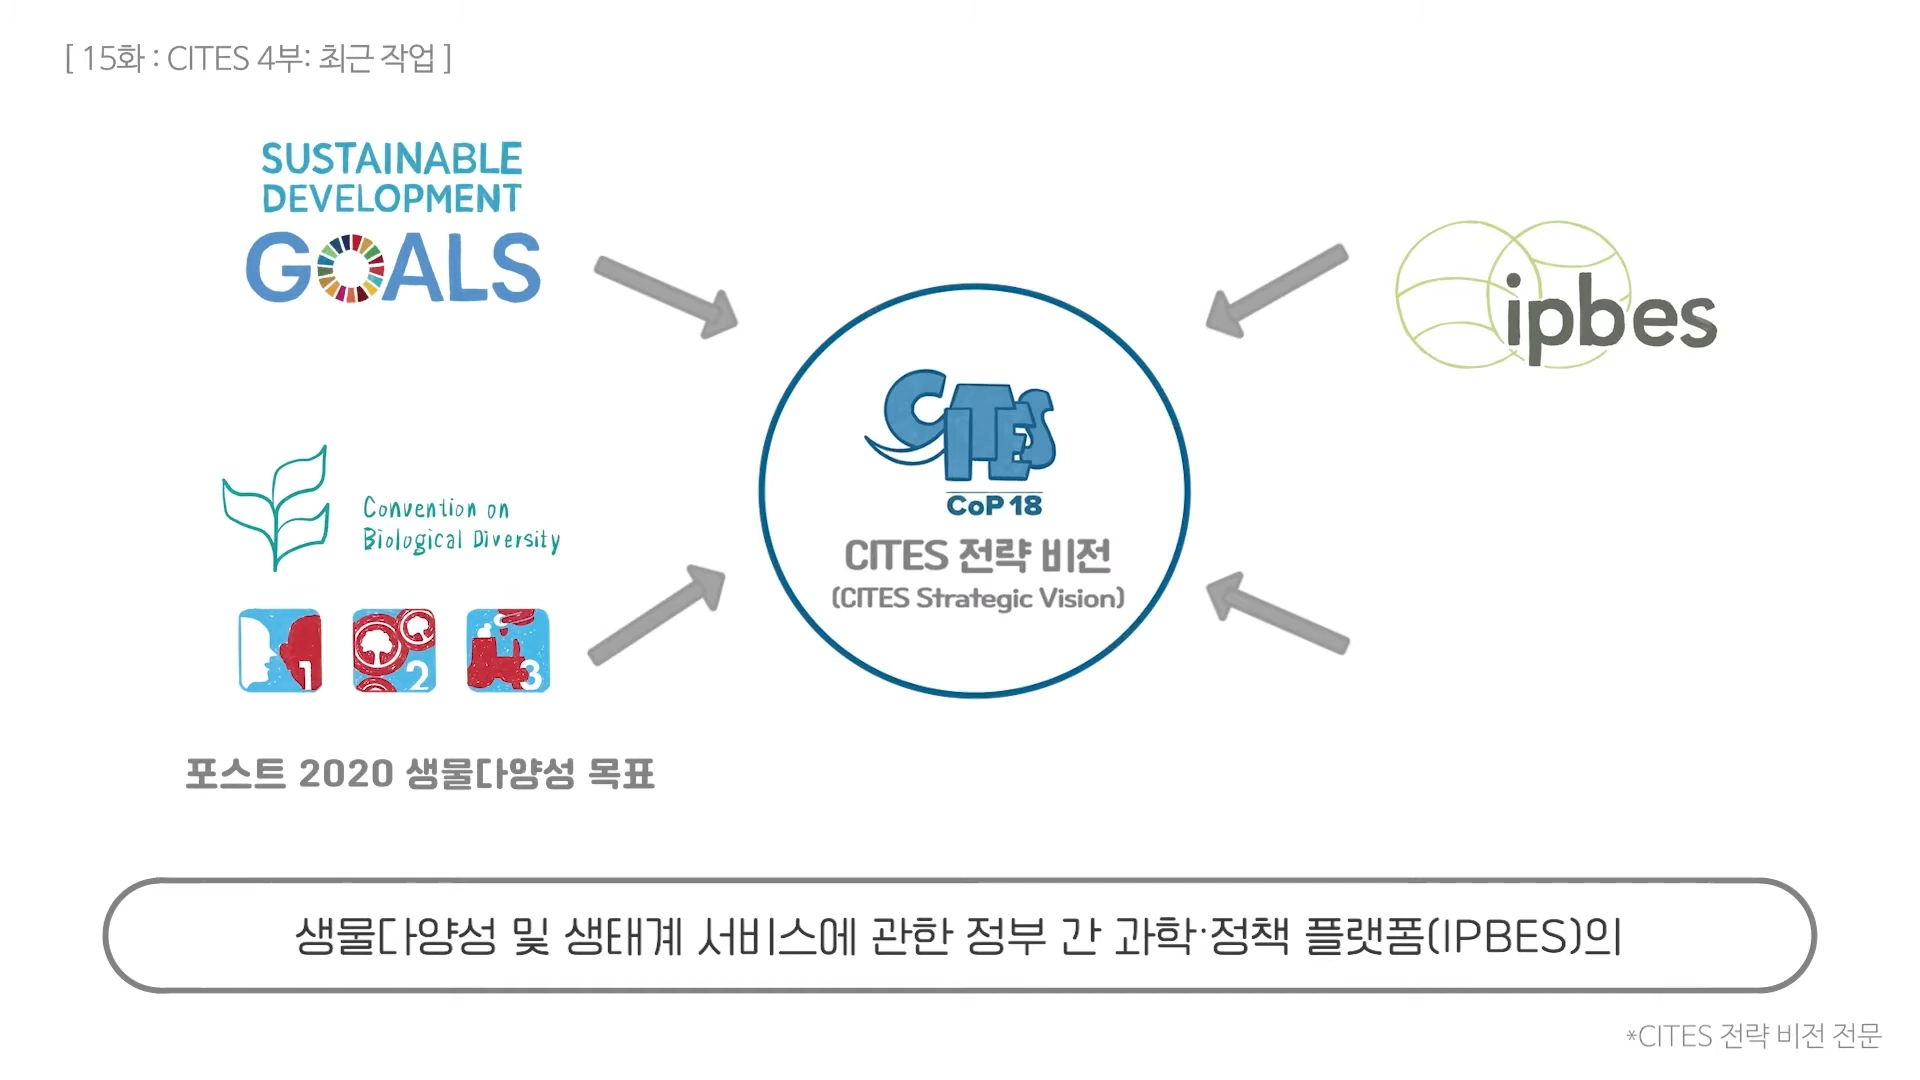 [ 15화 : CITES 4부: 최근 작업 ]
SUSTAINABLE
DEVELOPMENT
GOALS
ipbes
Convention on
Biological Diversity
1 2 3
포스트 2020 생물다양성 목표
CITES
CoP 18
CITES 전략 비전
(CITES Strategic Vision)
생물다양성 및 생태계 서비스에 관한 정부 간 과학·정책 플랫폼(IPBES)의
*CITES 전략 비전 전문